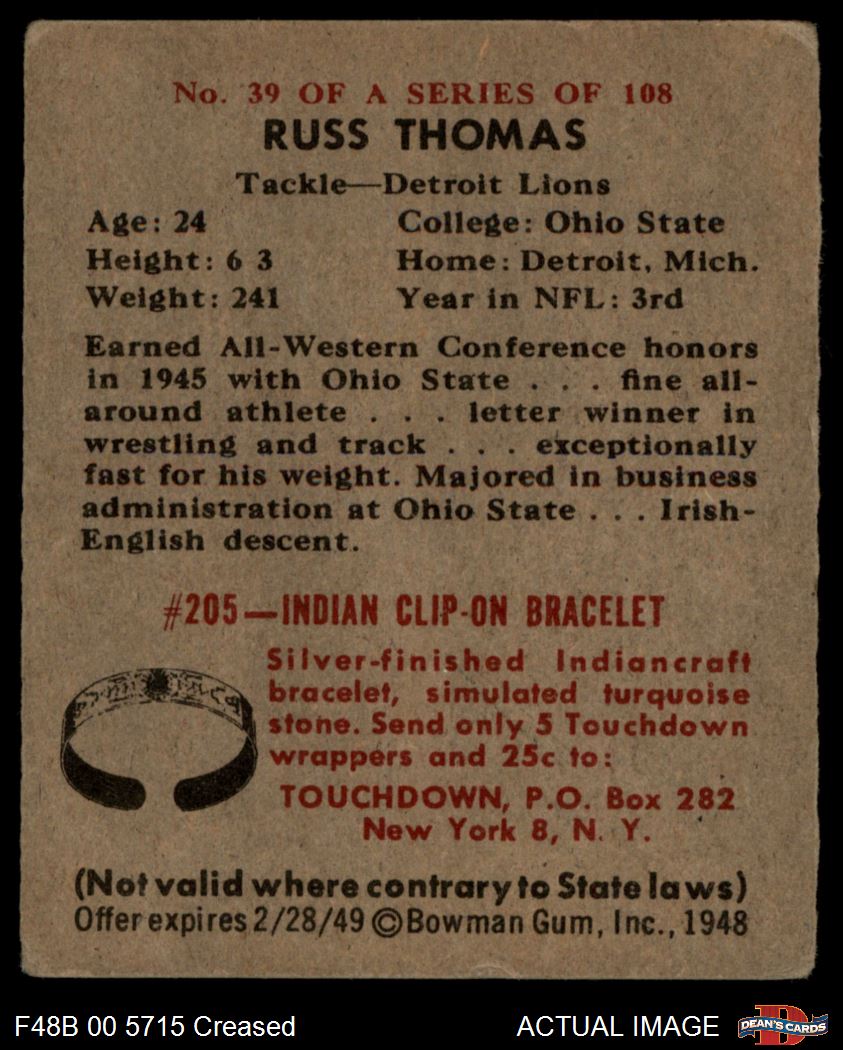 No. 39 OF A SERIES OF 108
RUSS THOMAS
Tackle—Detroit Lions
Age: 24 College: Ohio State
Height: 6 3 Home: Detroit, Mich.
Weight: 241 Year in NFL: 3rd
Earned All-Western Conference honors
in 1945 with Ohio State . . . fine all-
around athlete . . . letter winner in
wrestling and track . . . exceptionally
fast for his weight. Majored in business
administration at Ohio State . . . Irish-
English descent.
#205—INDIAN CLIP-ON BRACELET
Silver-finished Indiancraft
bracelet, simulated turquoise
stone. Send only 5 Touchdown
wrappers and 25c to:
TOUCHDOWN, P.O. Box 282
New York 8, N. Y.
(Not valid where contrary to State laws)
Offer expires 2/28/49 ©Bowman Gum, Inc., 1948
F48B 00 5715 Creased ACTUAL IMAGE DEAN'S CARDS